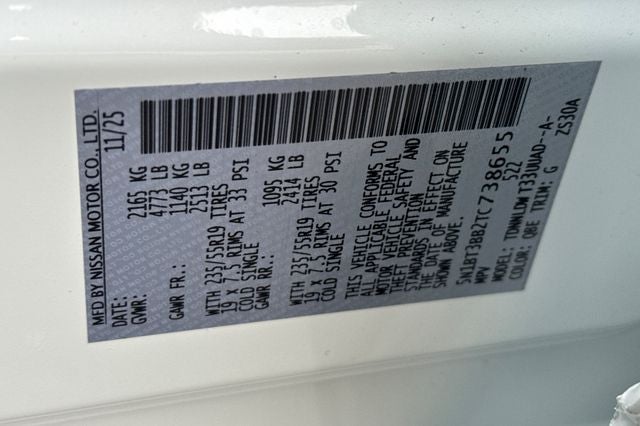 MFD BY NISSAN MOTOR CO., LTD.
DATE: 11/25
GVWR: 2165 KG
4773 LB
GAWR FR.: 1140 KG
2513 LB
WITH 235/55R19 TIRES
19 x 7.5 RIMS AT 33 PSI
COLD SINGLE
GAWR RR.: 1095 KG
2414 LB
WITH 235/55R19 TIRES
19 x 7.5 RIMS AT 30 PSI
COLD SINGLE
THIS VEHICLE CONFORMS TO
ALL APPLICABLE FEDERAL
MOTOR VEHICLE SAFETY AND
THEFT PREVENTION
STANDARDS IN EFFECT ON
THE DATE OF MANUFACTURE
SHOWN ABOVE.
5N1BT3BB2TC738655
MPV 522
MODEL: T33UUAD--A-
COLOR: QBE TRIM: G ZS30A